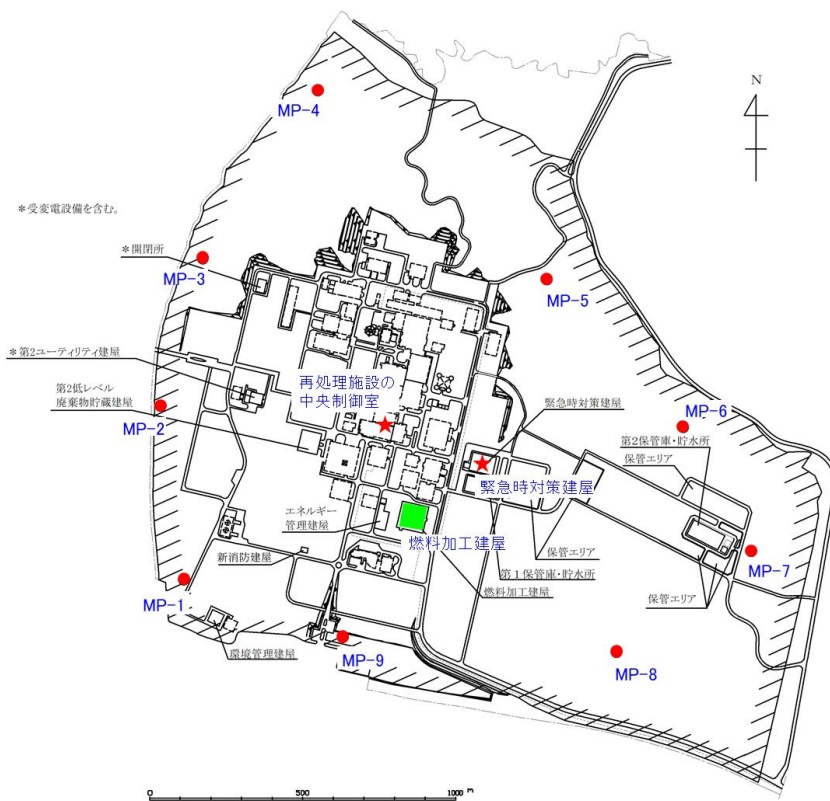 MP-4
N
＊受変電設備を含む。
＊開閉所
MP-3
MP-5
＊第2ユーティリティ建屋
再処理施設の
中央制御室
第2低レベル
廃棄物貯蔵建屋
緊急時対策建屋
MP-2
MP-6
第2保管庫・貯水所
保管エリア
緊急時対策建屋
エネルギー
管理建屋
燃料加工建屋
保管エリア
新消防建屋
第1保管庫・貯水所
MP-7
MP-1
燃料加工建屋
保管エリア
環境管理建屋
MP-9
MP-8
0
1000 m